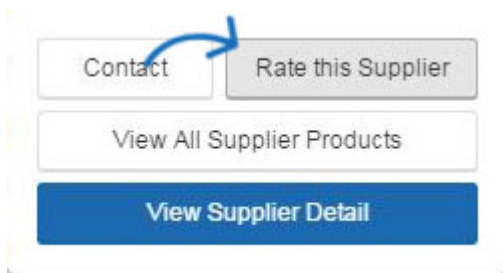 Contact Rate this Supplier
View All Supplier Products
View Supplier Detail